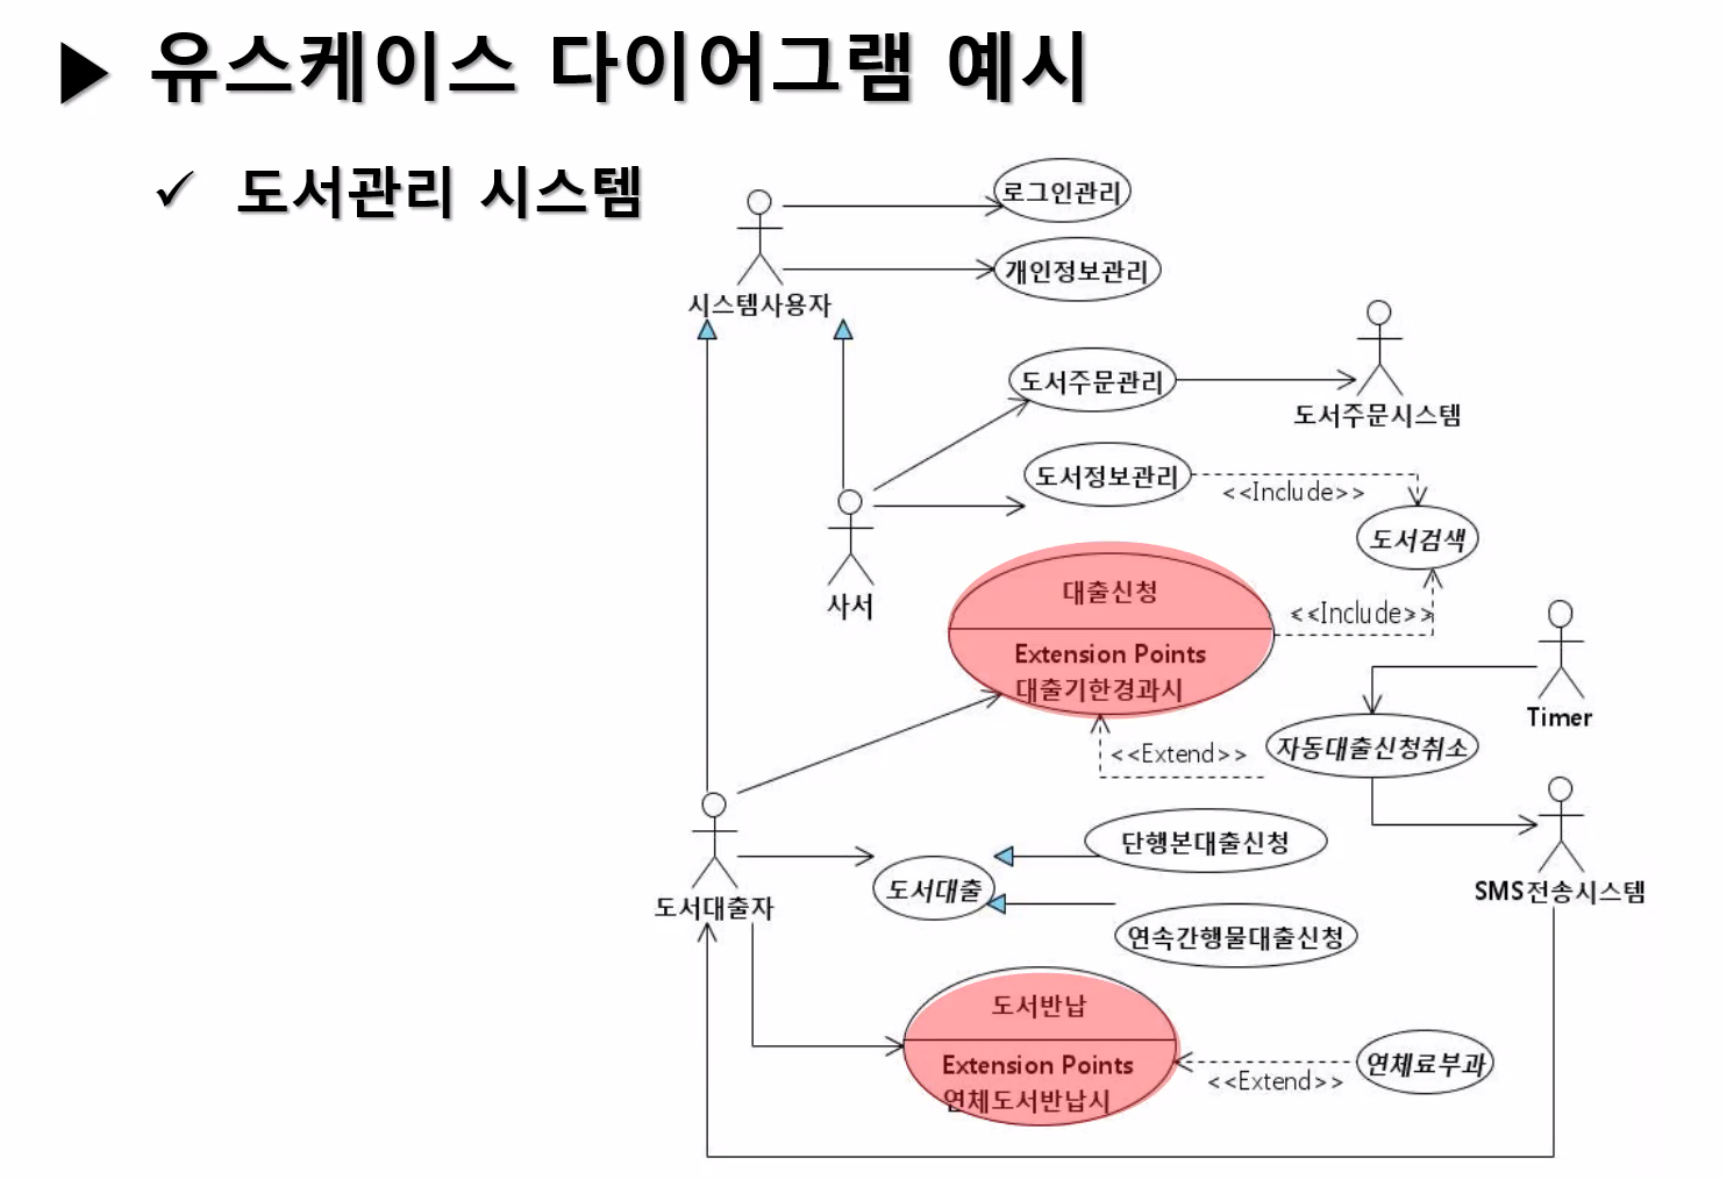 ▶ 유스케이스 다이어그램 예시
✓ 도서관리 시스템
로그인관리
개인정보관리
시스템사용자
도서주문관리
도서주문시스템
도서정보관리
<<Include>>
도서검색
사서
대출신청
<<Include>>
Extension Points
대출기한경과시
Timer
<<Extend>>
자동대출신청취소
단행본대출신청
도서대출
SMS전송시스템
도서대출자
연속간행물대출신청
도서반납
Extension Points
연체도서반납시
<<Extend>>
연체료부과